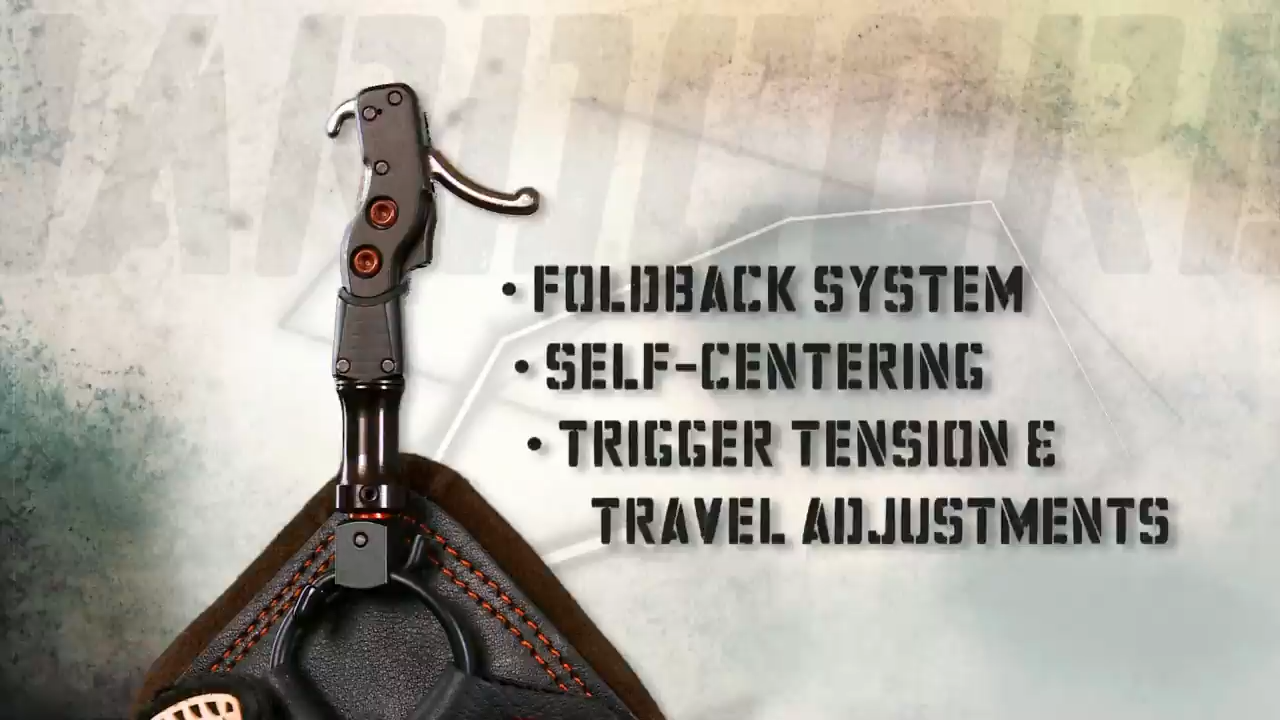 • FOLDBACK SYSTEM
• SELF-CENTERING
• TRIGGER TENSION &
TRAVEL ADJUSTMENTS